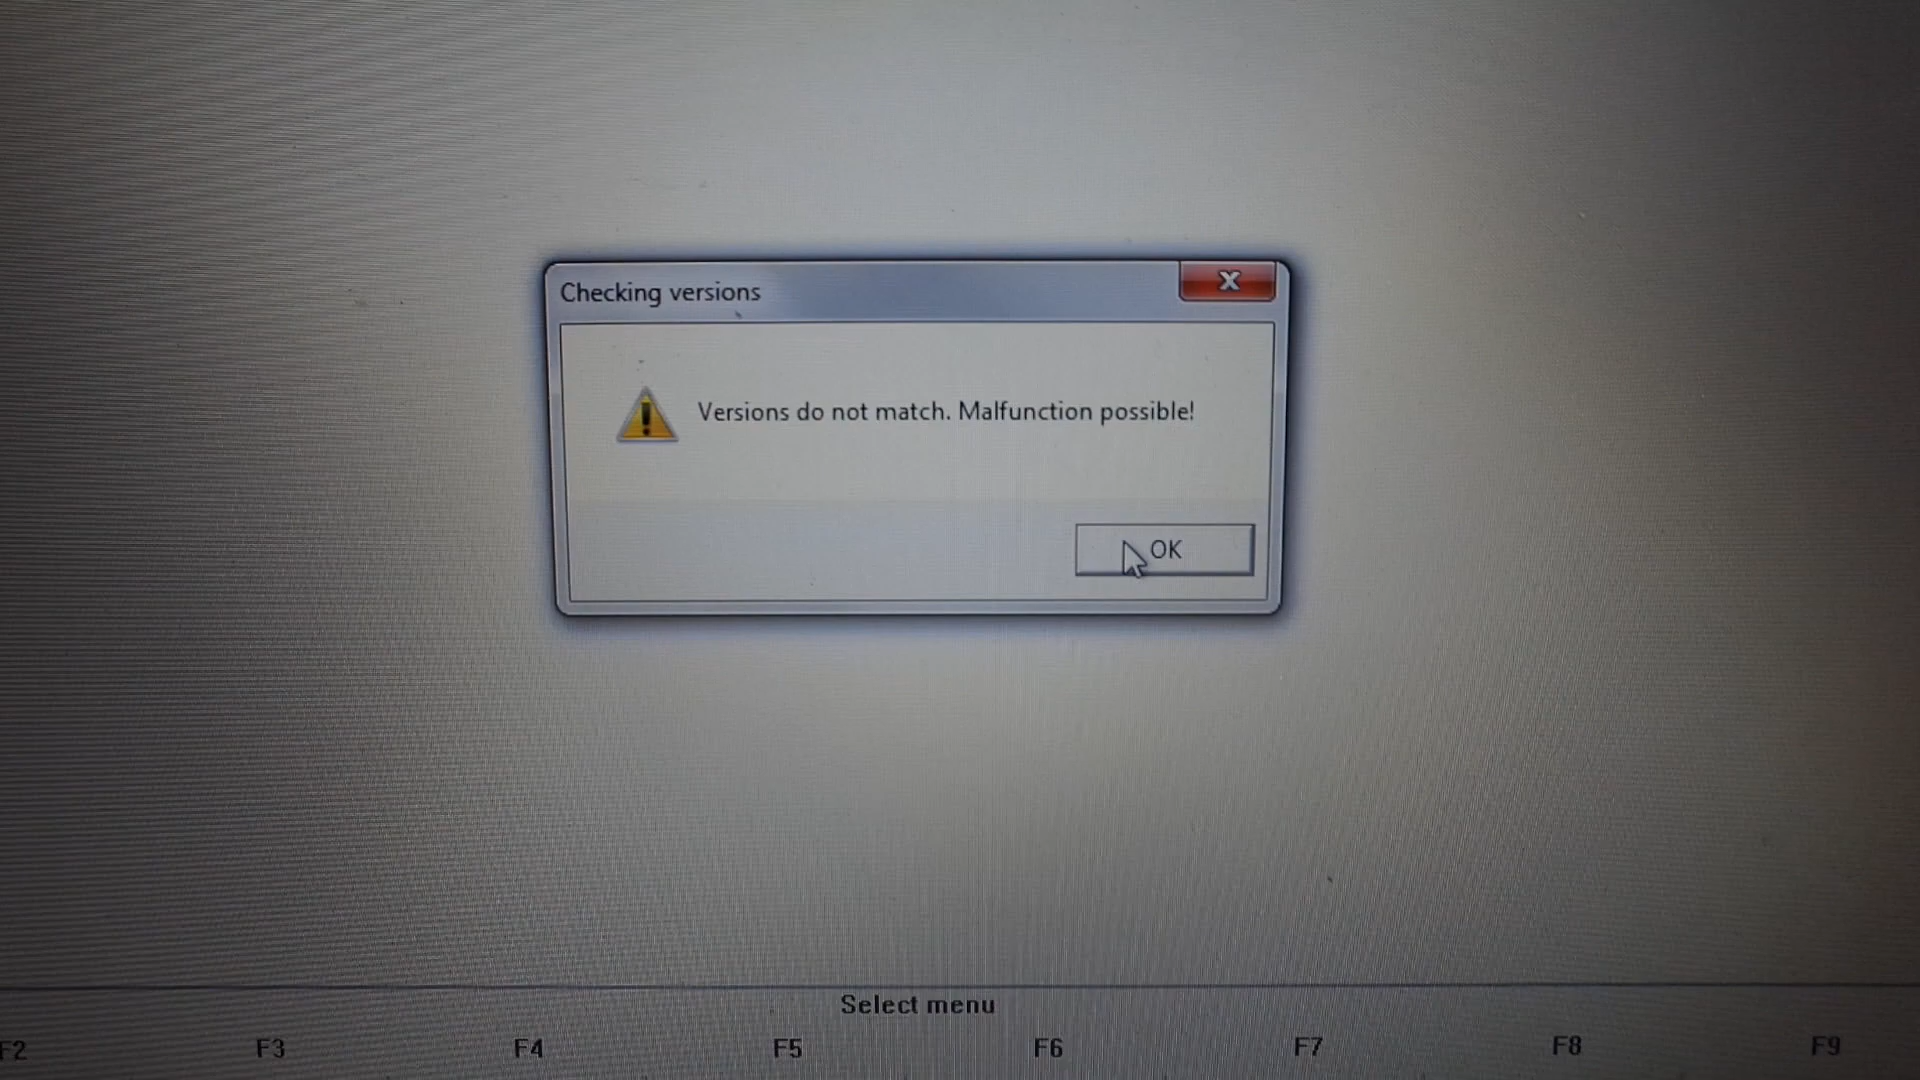 Checking versions
Versions do not match. Malfunction possible!
OK
Select menu
F2 F3 F4 F5 F6 F7 F8 F9